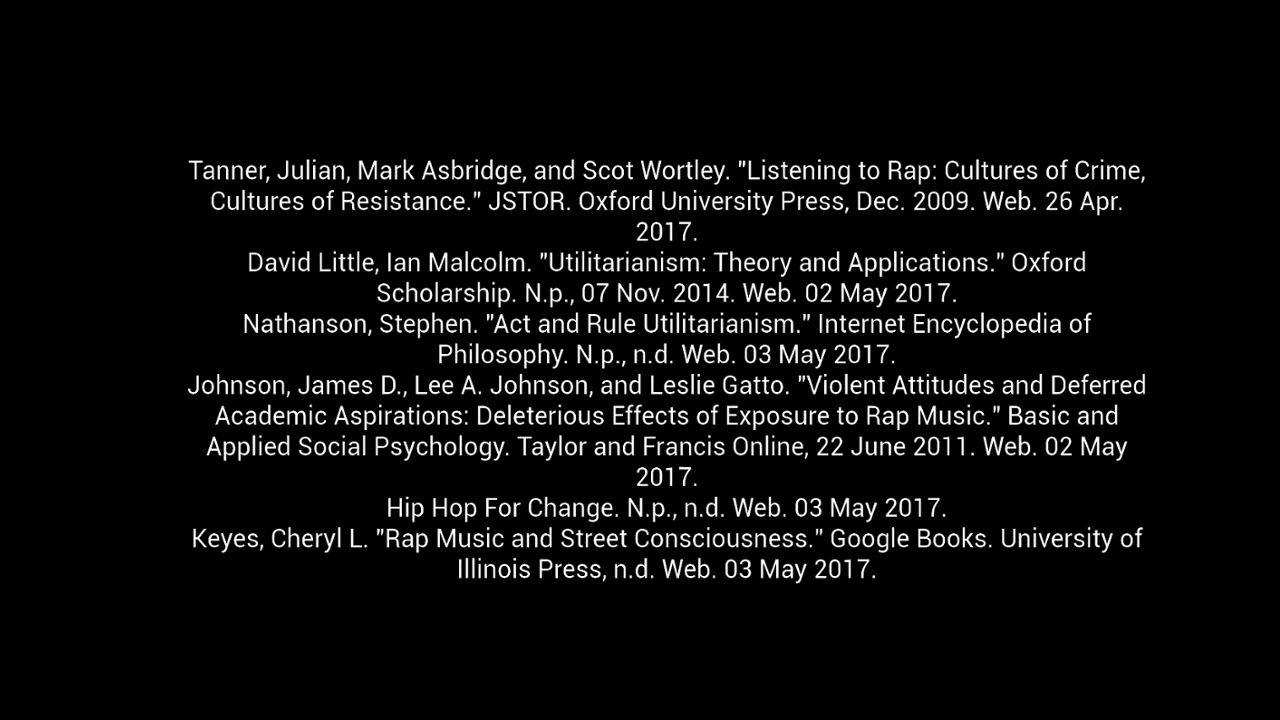 Tanner, Julian, Mark Asbridge, and Scot Wortley. "Listening to Rap: Cultures of Crime,
Cultures of Resistance." JSTOR. Oxford University Press, Dec. 2009. Web. 26 Apr.
2017.
David Little, Ian Malcolm. "Utilitarianism: Theory and Applications." Oxford
Scholarship. N.p., 07 Nov. 2014. Web. 02 May 2017.
Nathanson, Stephen. "Act and Rule Utilitarianism." Internet Encyclopedia of
Philosophy. N.p., n.d. Web. 03 May 2017.
Johnson, James D., Lee A. Johnson, and Leslie Gatto. "Violent Attitudes and Deferred
Academic Aspirations: Deleterious Effects of Exposure to Rap Music." Basic and
Applied Social Psychology. Taylor and Francis Online, 22 June 2011. Web. 02 May
2017.
Hip Hop For Change. N.p., n.d. Web. 03 May 2017.
Keyes, Cheryl L. "Rap Music and Street Consciousness." Google Books. University of
Illinois Press, n.d. Web. 03 May 2017.